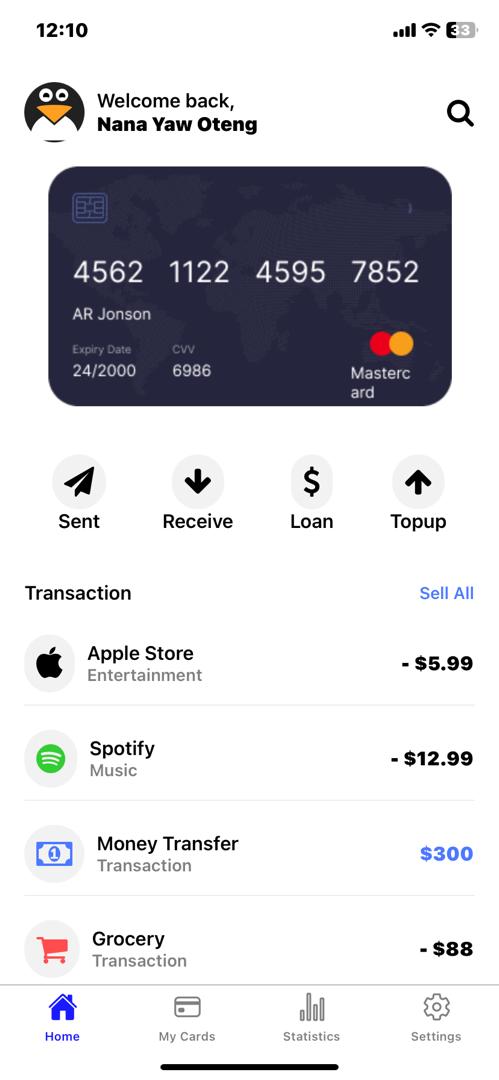 12:10
33
Welcome back,
Nana Yaw Oteng
4562 1122 4595 7852
AR Jonson
Expiry Date CVV
24/2000 6986
Masterc
ard
Sent Receive Loan Topup
Transaction Sell All
Apple Store
Entertainment
- $5.99
Spotify
Music
- $12.99
1
Money Transfer
Transaction
$300
Grocery
Transaction
- $88
Home My Cards Statistics Settings